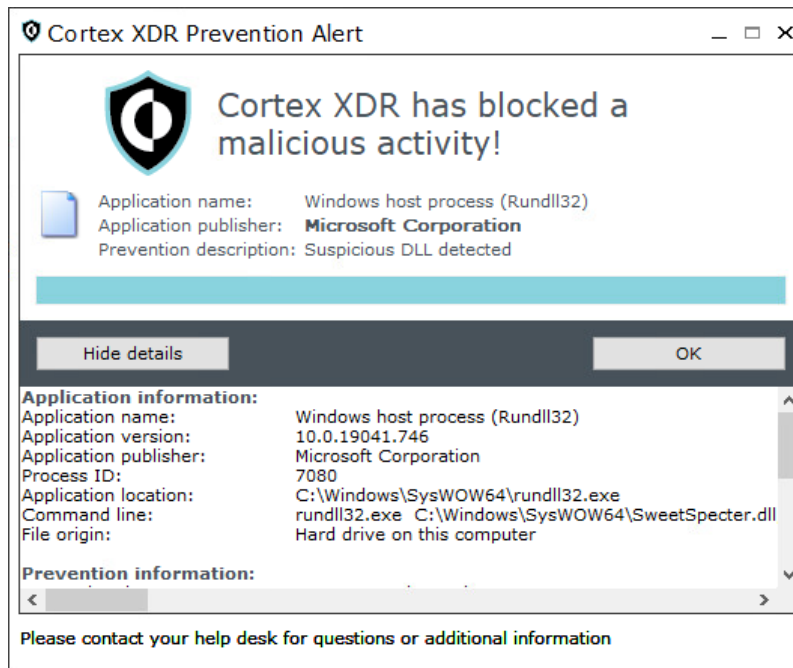 Cortex XDR Prevention Alert
Cortex XDR has blocked a
malicious activity!
Application name: Windows host process (Rundll32)
Application publisher: Microsoft Corporation
Prevention description: Suspicious DLL detected
Hide details OK
Application information:
Application name: Windows host process (Rundll32)
Application version: 10.0.19041.746
Application publisher: Microsoft Corporation
Process ID: 7080
Application location: C:\Windows\SysWOW64\rundll32.exe
Command line: rundll32.exe C:\Windows\SysWOW64\SweetSpecter.dll
File origin: Hard drive on this computer
Prevention information:
Please contact your help desk for questions or additional information